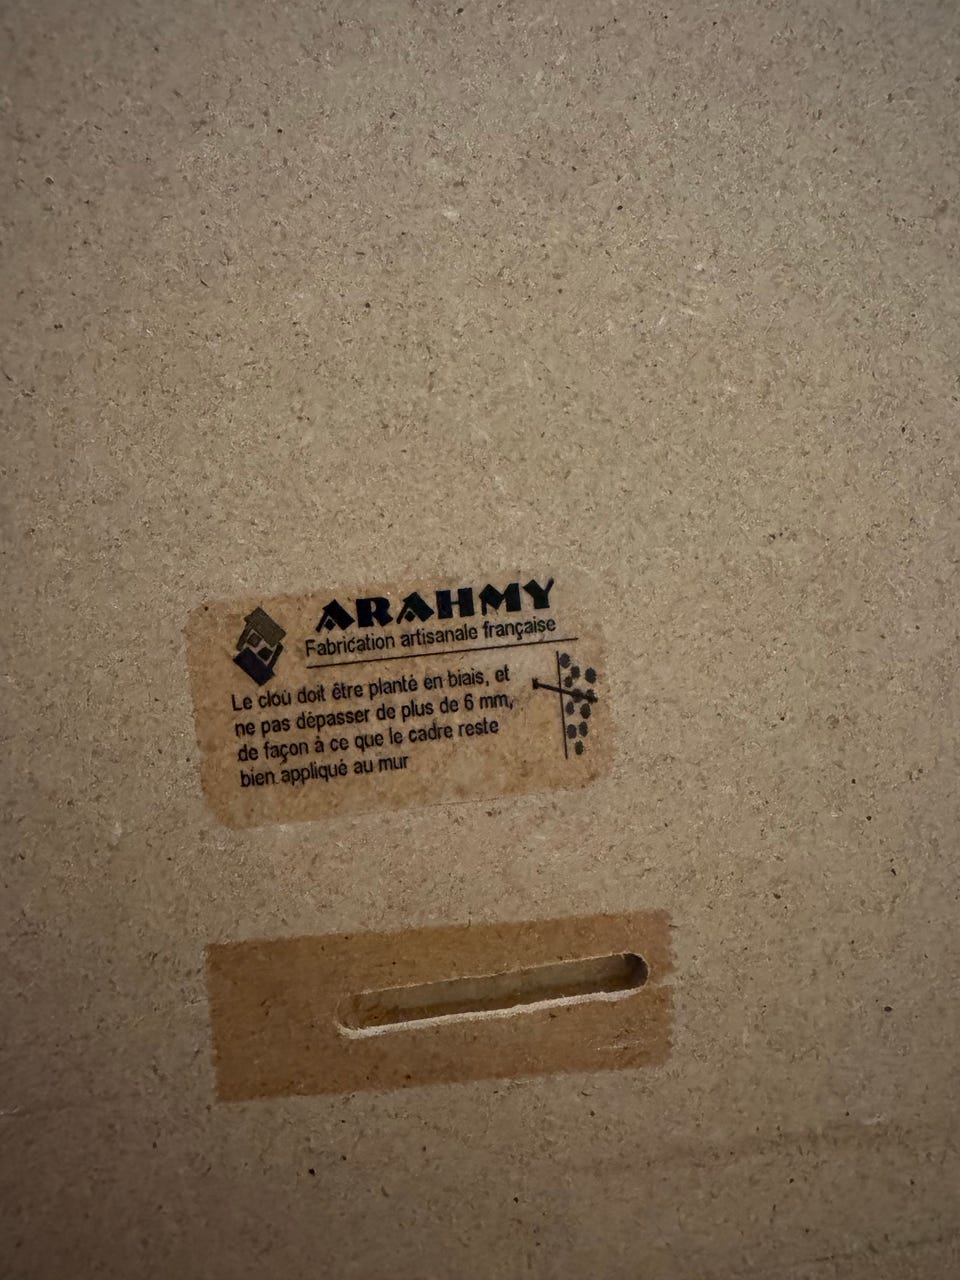 ARAHMY
Fabrication artisanale française
Le clou doit être planté en biais, et
ne pas dépasser de plus de 6 mm,
de façon à ce que le cadre reste
bien appliqué au mur